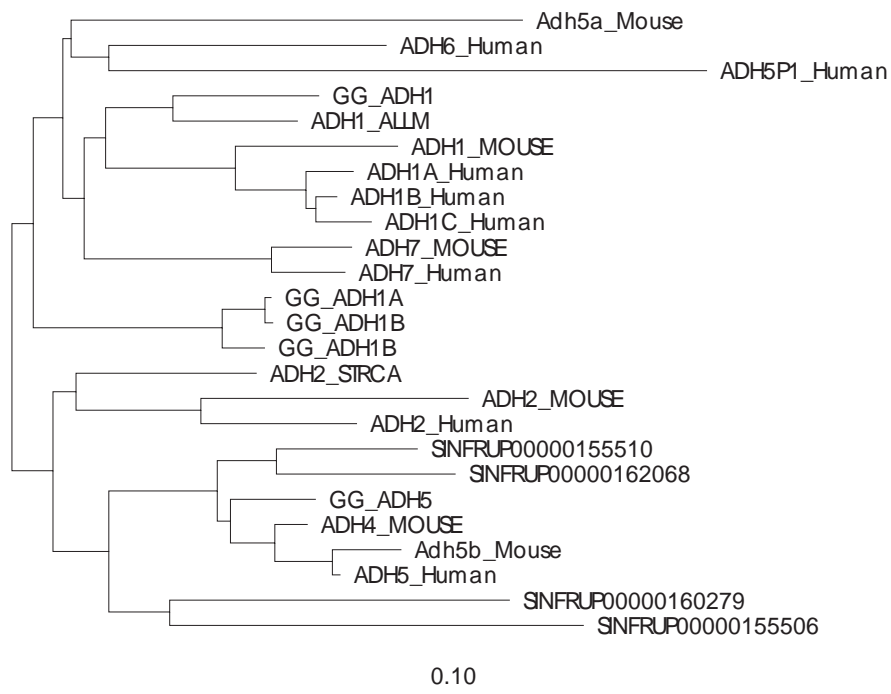 Adh5a_Mouse
ADH6_Human
ADH5P1_Human
GG_ADH1
ADH1_ALLM
ADH1_MOUSE
ADH1A_Human
ADH1B_Human
ADH1C_Human
ADH7_MOUSE
ADH7_Human
GG_ADH1A
GG_ADH1B
GG_ADH1B
ADH2_STRCA
ADH2_MOUSE
ADH2_Human
SINFRUP00000155510
SINFRUP00000162068
GG_ADH5
ADH4_MOUSE
Adh5b_Mouse
ADH5_Human
SINFRUP00000160279
SINFRUP00000155506
0.10